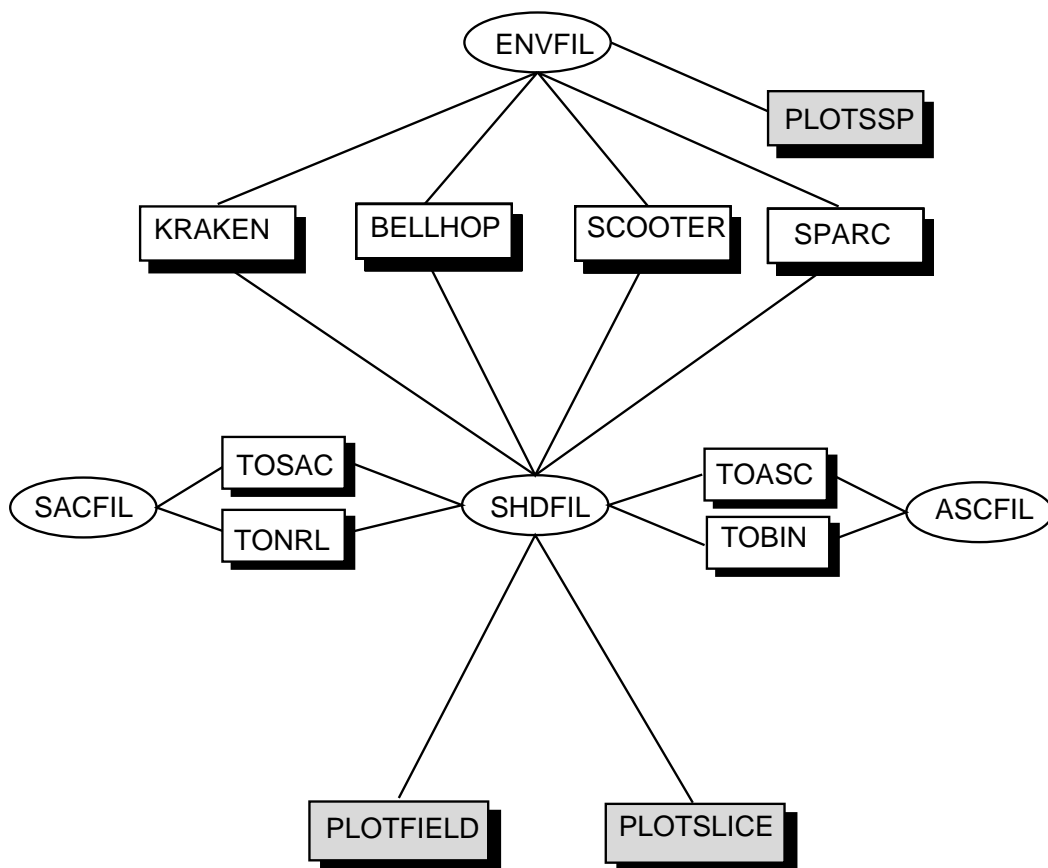 ENVFIL
PLOTSSP
KRAKEN
BELLHOP
SCOOTER
SPARC
TOSAC
TOASC
SACFIL
SHDFIL
ASCFIL
TONRL
TOBIN
PLOTFIELD
PLOTSLICE